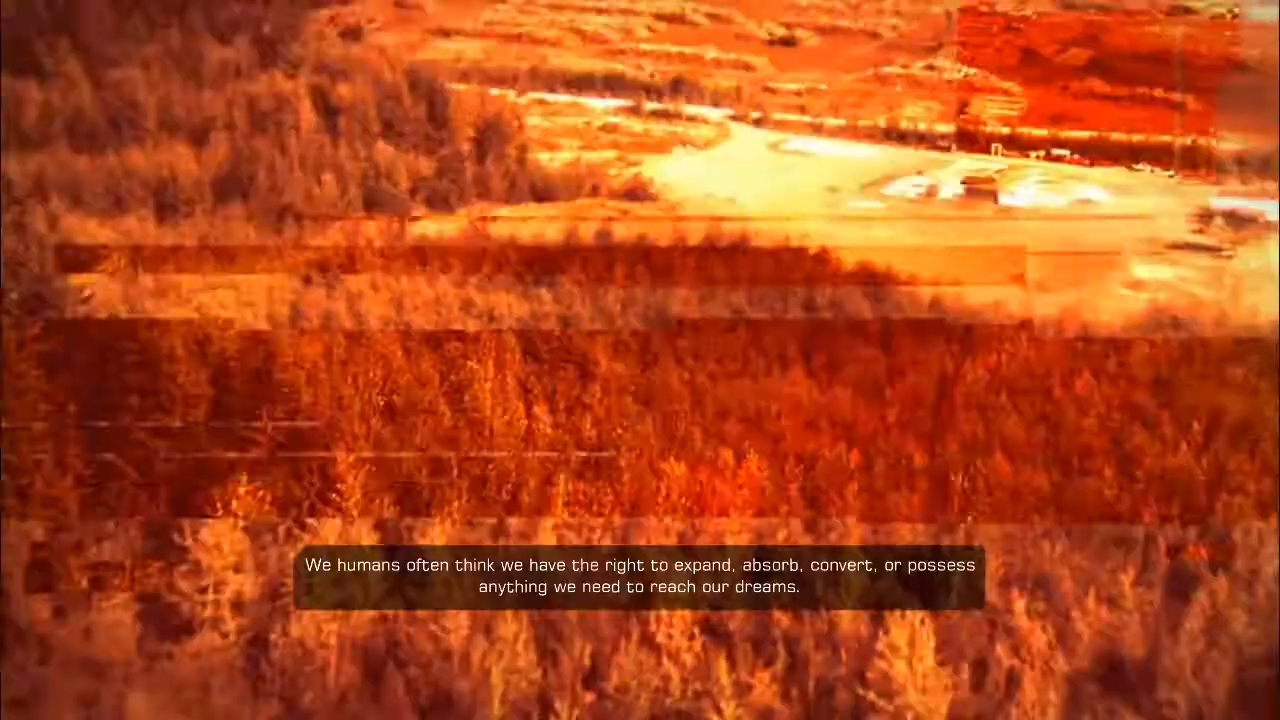 We humans often think we have the right to expand, absorb, convert, or possess
anything we need to reach our dreams.